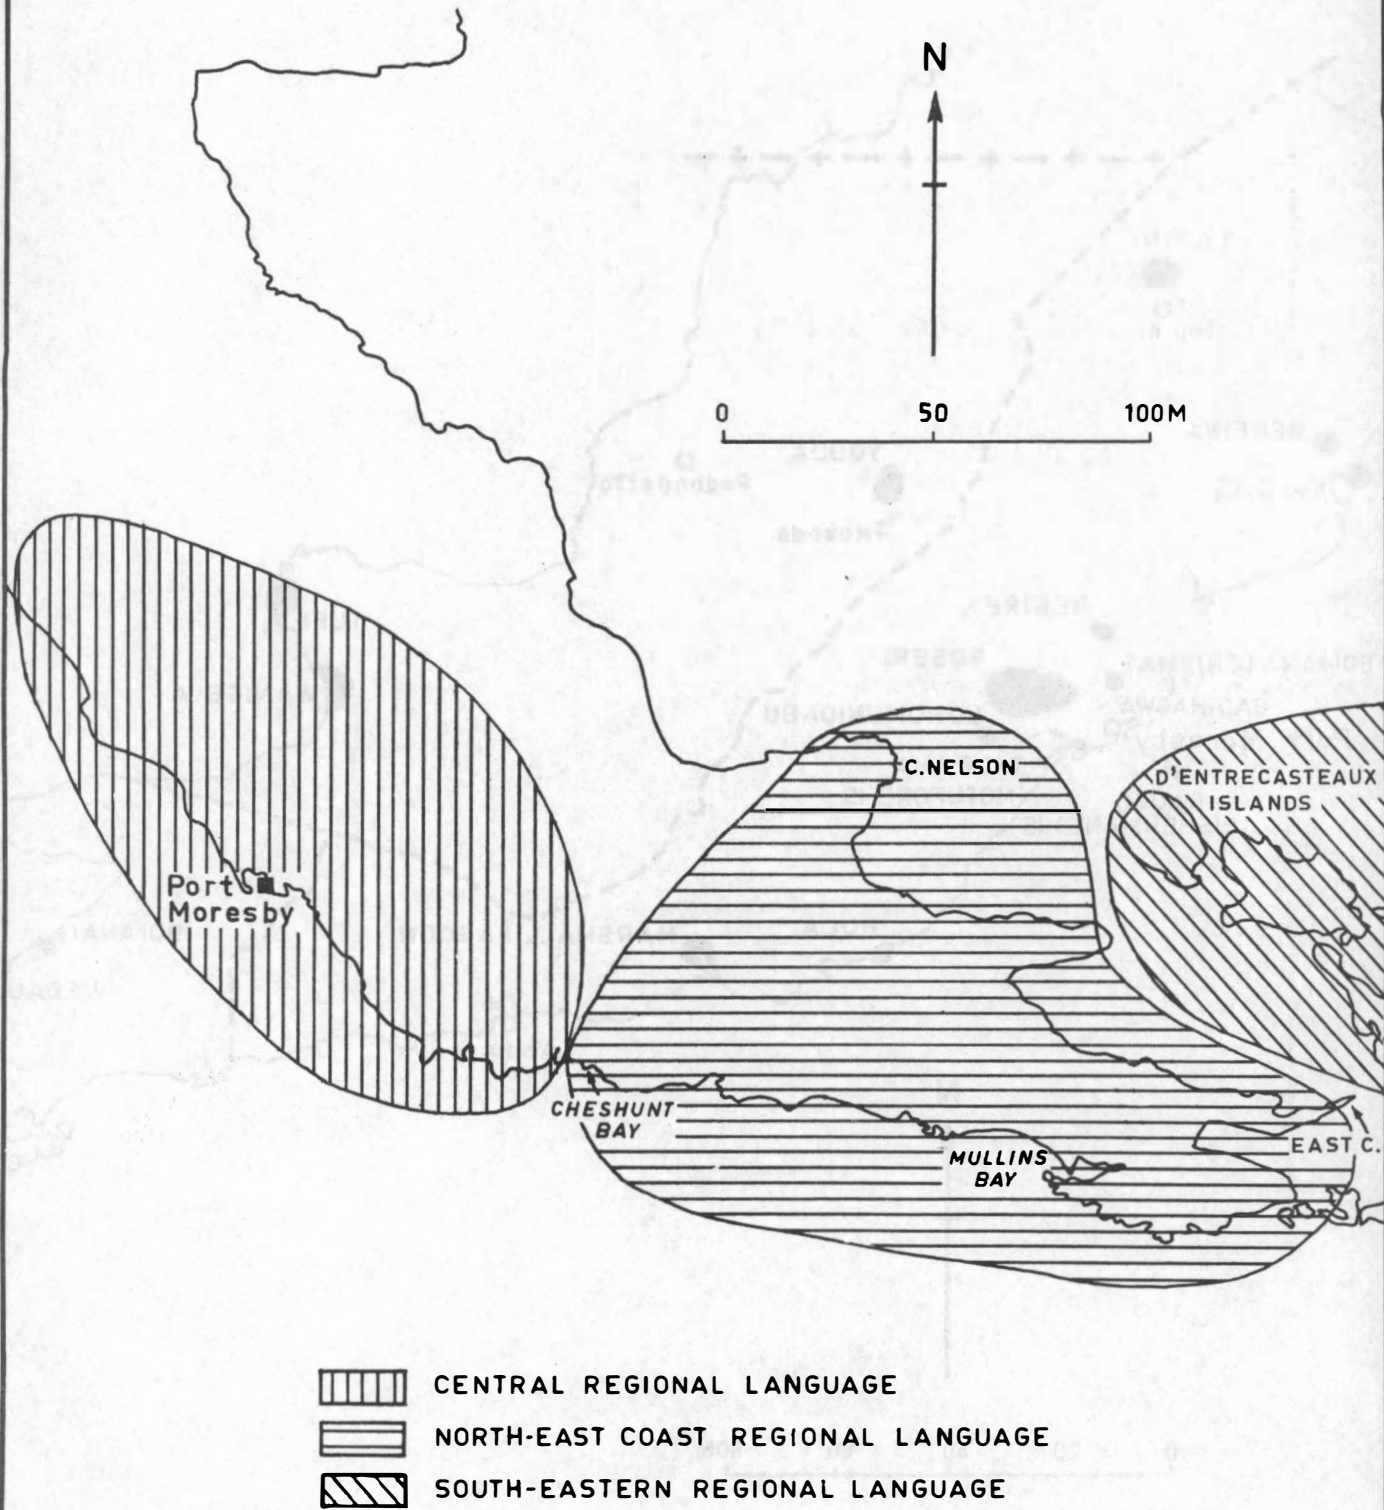 N
0 50 100M
C.NELSON
D'ENTRECASTEAUX
ISLANDS
Port
Moresby
CHESHUNT
BAY
MULLINS
BAY
EAST C.
CENTRAL REGIONAL LANGUAGE
NORTH-EAST COAST REGIONAL LANGUAGE
SOUTH-EASTERN REGIONAL LANGUAGE